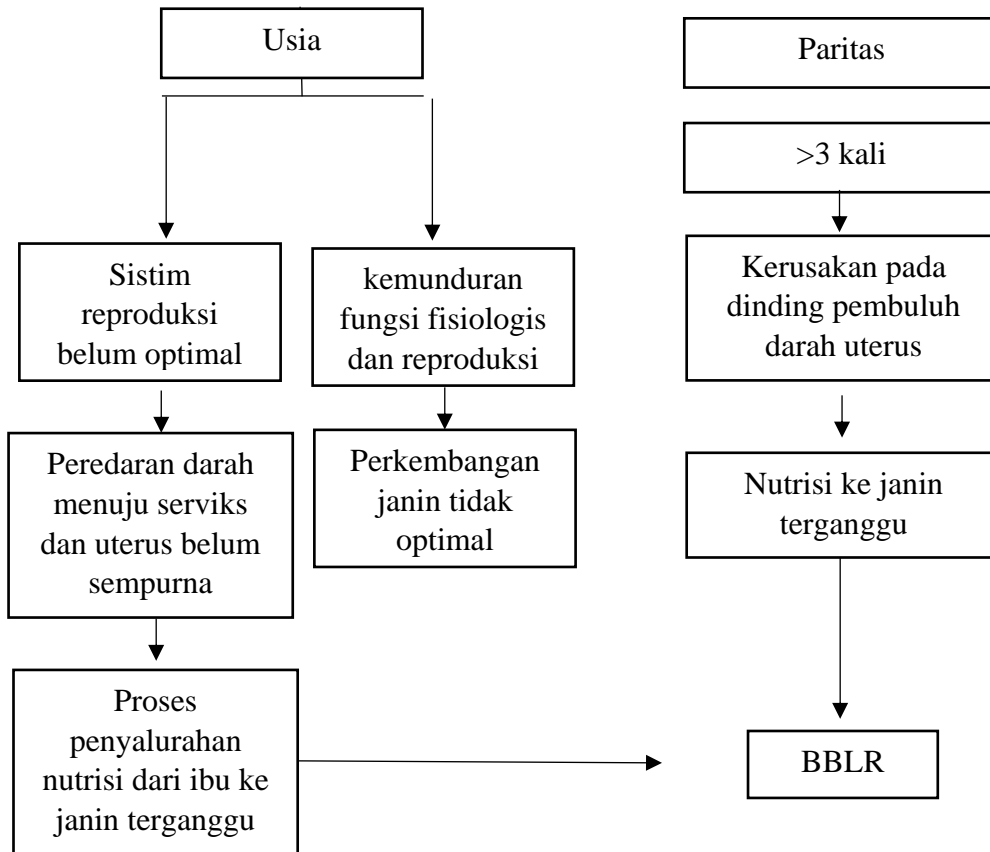 Usia
Paritas
>3 kali
Sistim
reproduksi
belum optimal
kemunduran
fungsi fisiologis
dan reproduksi
Kerusakan pada
dinding pembuluh
darah uterus
Peredaran darah
menuju serviks
dan uterus belum
sempurna
Perkembangan
janin tidak
optimal
Nutrisi ke janin
terganggu
Proses
penyalurahan
nutrisi dari ibu ke
janin terganggu
BBLR